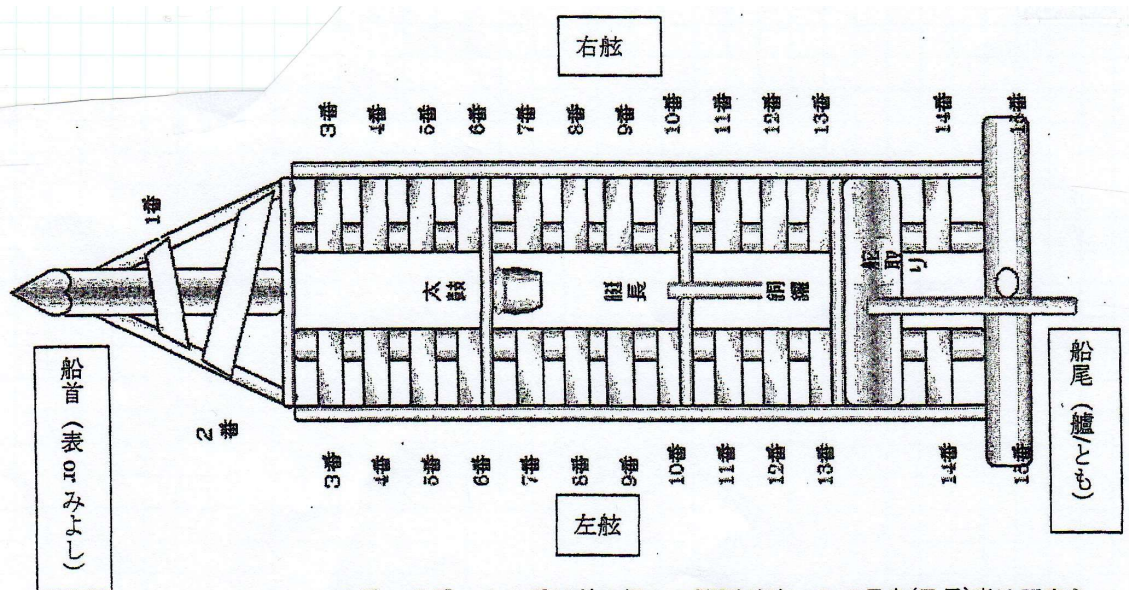 右舷
3番 4番 5番 6番 7番 8番 9番 10番 11番 12番 13番 14番 15番
1番
太鼓
艇長
銅鑼
舵取り
船首（表orみよし）
船尾（艫/とも）
2番
3番 4番 5番 6番 7番 8番 9番 10番 11番 12番 13番 14番 15番
左舷